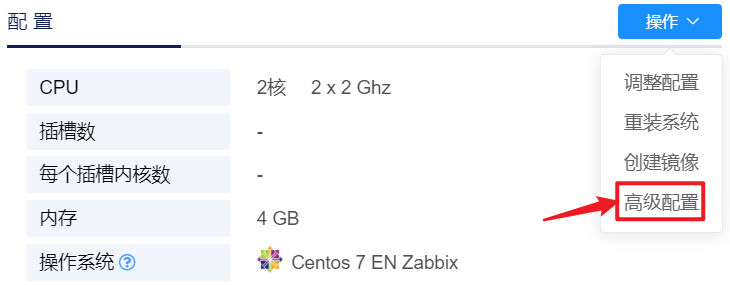 配 置
操作
CPU 2核 2 x 2 Ghz
调整配置
插槽数 -
重装系统
创建镜像
每个插槽内核数 -
高级配置
内存 4 GB
操作系统 ? Centos 7 EN Zabbix